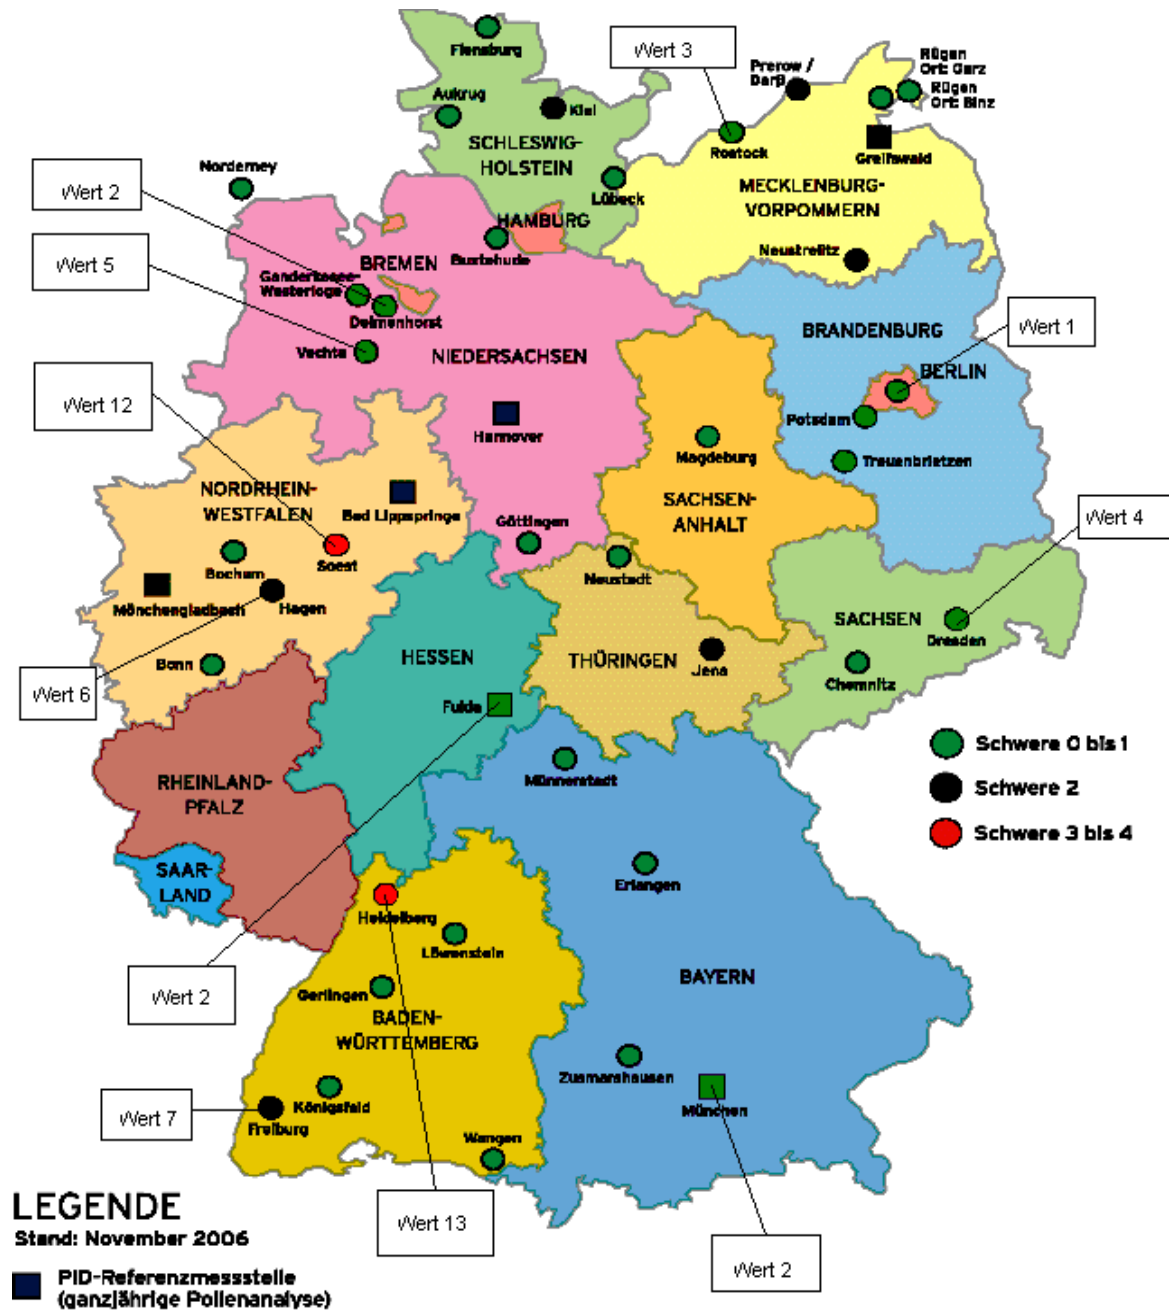 Flensburg
Wert 3
Prerow /
Darß
Rügen
Ort: Garz
Rügen
Ort: Binz
Aukrug
Kiel
SCHLESWIG-
HOLSTEIN
Rostock
Greifswald
Norderney
Wert 2
Lübeck
MECKLENBURG-
VORPOMMERN
HAMBURG
Buxtehude
Neustrelitz
Wert 5
BREMEN
Ganderkesee-
Westerloge
Delmenhorst
Wert 1
BRANDENBURG
Vechta
NIEDERSACHSEN
BERLIN
Wert 12
Potsdam
Hannover
Magdeburg
Treuenbrietzen
NORDRHEIN-
WESTFALEN
Bad Lippspringe
SACHSEN-
ANHALT
Wert 4
Göttingen
Soest
Bochum
Neustadt
Mönchengladbach
Hagen
SACHSEN
Dresden
HESSEN
THÜRINGEN
Jena
Bonn
Chemnitz
Wert 6
Fulda
Schwere 0 bis 1
Münnerstadt
RHEINLAND-
PFALZ
Schwere 2
Schwere 3 bis 4
SAAR-
LAND
Erlangen
Heidelberg
Löwenstein
BAYERN
Wert 2
Gerlingen
BADEN-
WÜRTTEMBERG
Zusmarshausen
Königsfeld
Wert 7
Freiburg
München
Wangen
LEGENDE
Wert 13
Stand: November 2006
Wert 2
PID-Referenzmessstelle
(ganzjährige Pollenanalyse)